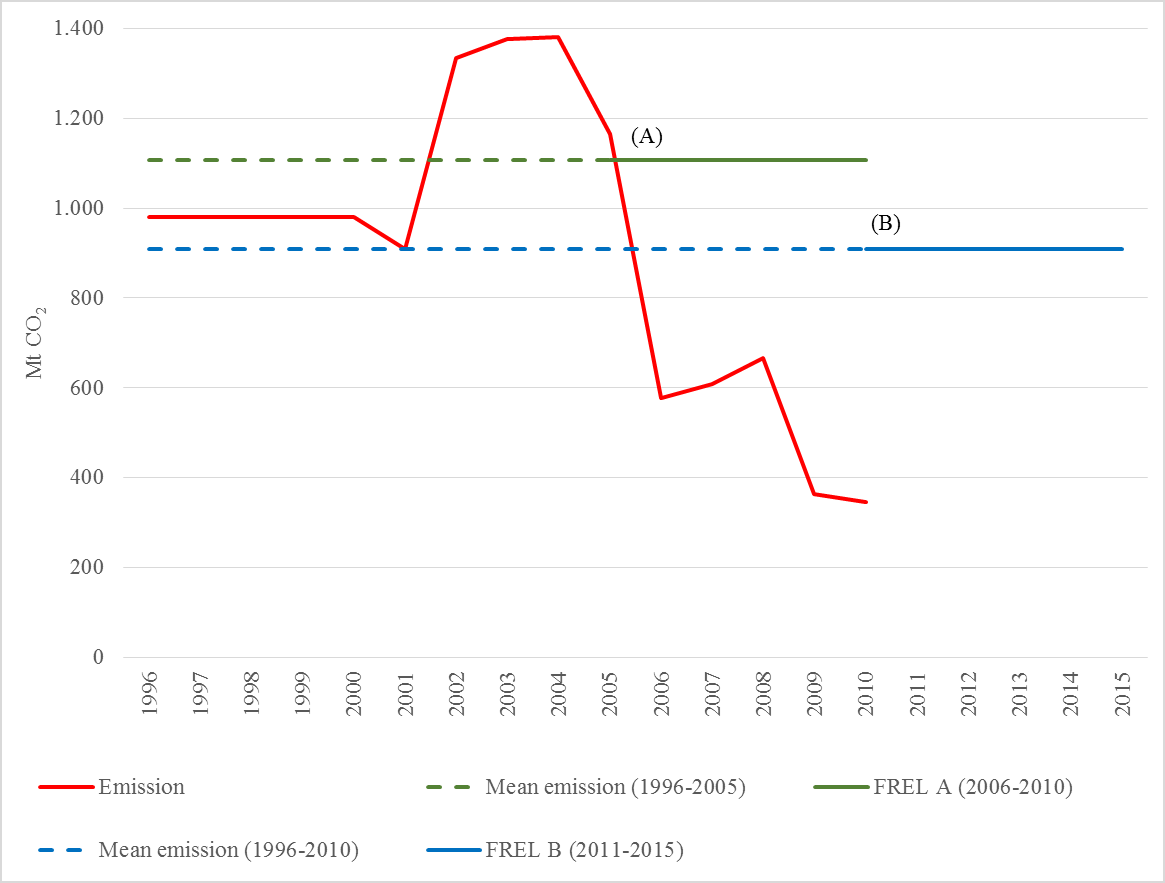 1.400
1.200
(A)
1.000
(B)
800
Mt CO₂
600
400
200
0
1996 1997 1998 1999 2000 2001 2002 2003 2004 2005 2006 2007 2008 2009 2010 2011 2012 2013 2014 2015
Emission Mean emission (1996-2005) FREL A (2006-2010)
Mean emission (1996-2010) FREL B (2011-2015)